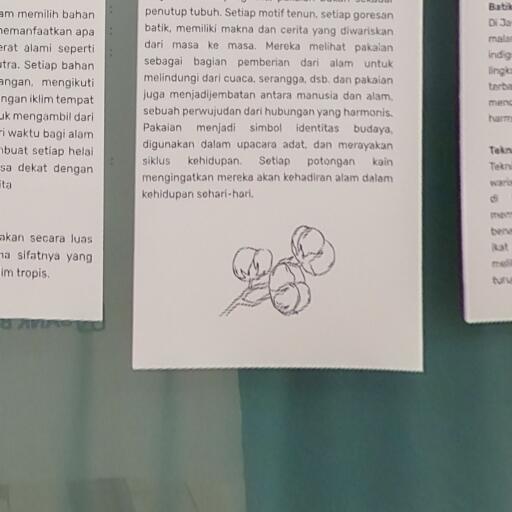 am memilih bahan
memanfaatkan apa
erat alami seperti
utra. Setiap bahan
angan, mengikuti
ngan iklim tempat
uk mengambil dari
ri waktu bagi alam
mbuat setiap helai
sa dekat dengan
ita
akan secara luas
na sifatnya yang
im tropis.
penutup tubuh. Setiap motif tenun, setiap goresan
batik, memiliki makna dan cerita yang diwariskan
dari masa ke masa. Mereka melihat pakaian
sebagai bagian pemberian dari alam untuk
melindungi dari cuaca, serangga, dsb. dan pakaian
juga menjadijembatan antara manusia dan alam,
sebuah perwujudan dari hubungan yang harmonis.
Pakaian menjadi simbol identitas budaya,
digunakan dalam upacara adat, dan merayakan
siklus kehidupan. Setiap potongan kain
mengingatkan mereka akan kehadiran alam dalam
kehidupan sehari-hari.
Batik
Di Ja
mala
indig
lingk
terba
menc
harm
Tekn
Tekn
waris
di
mem
bena
ikat
meli
turu